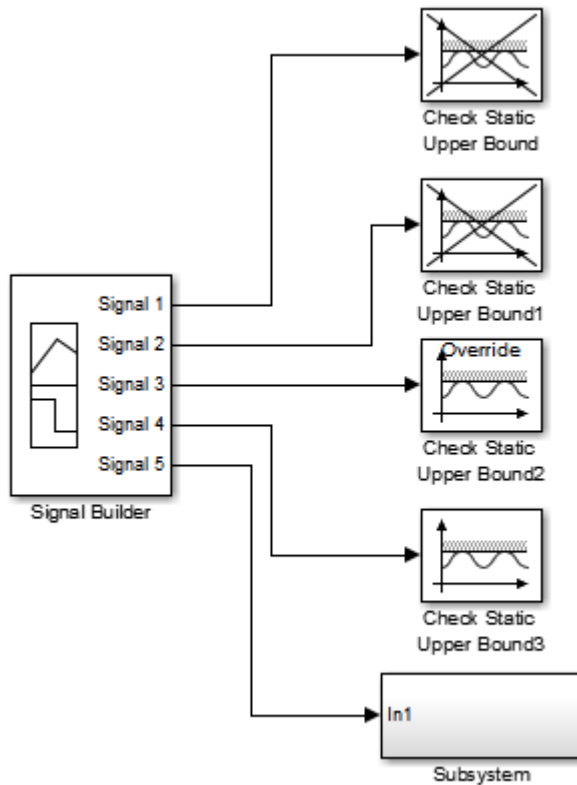 Check Static
Upper Bound
Check Static
Upper Bound1
Signal 1
Signal 2
Signal 3
Signal 4
Signal 5
Signal Builder
Override
Check Static
Upper Bound2
Check Static
Upper Bound3
In1
Subsystem